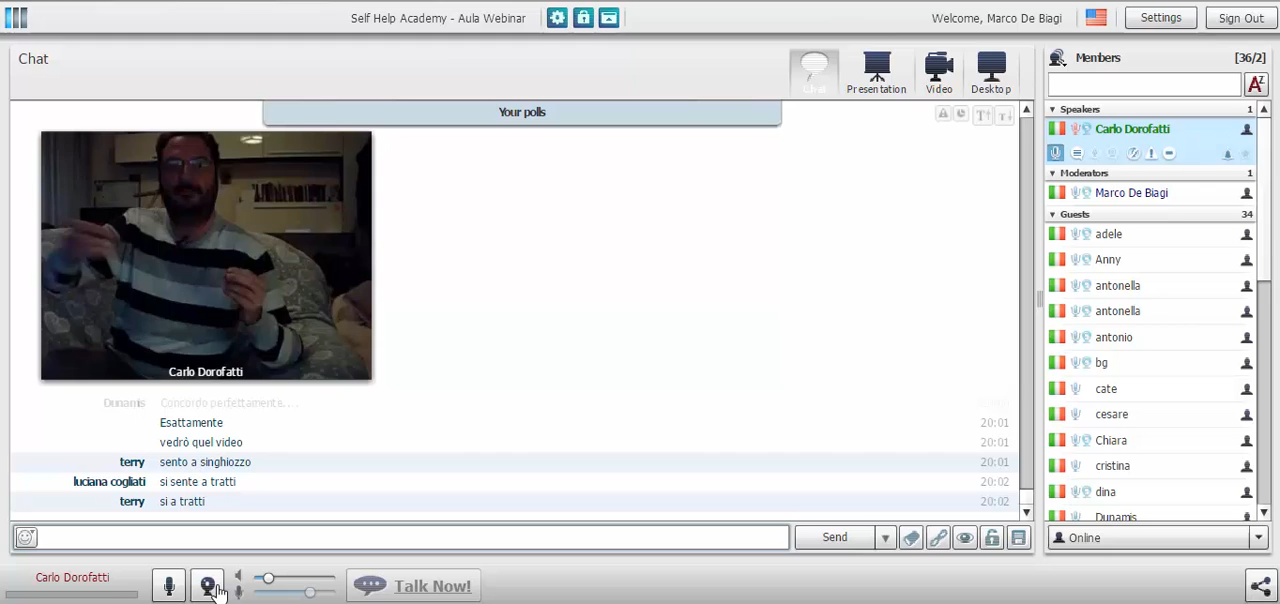 Self Help Academy - Aula Webinar
Welcome, Marco De Biagi
Settings
Sign Out
Chat
Chat
Presentation
Video
Desktop
Members
[36/2]
Your polls
Speakers 1
Carlo Dorofatti
Moderators 1
Marco De Biagi
Guests 34
adele
Anny
antonella
antonella
antonio
bg
cate
cesare
Chiara
cristina
dina
Dunamis
Carlo Dorofatti
Dunamis Concordo perfettamente....
Esattamente 20:01
vedrò quel video 20:01
terry sento a singhiozzo 20:01
luciana cogliati si sente a tratti 20:02
terry si a tratti 20:02
Send
Online
Carlo Dorofatti
Talk Now!